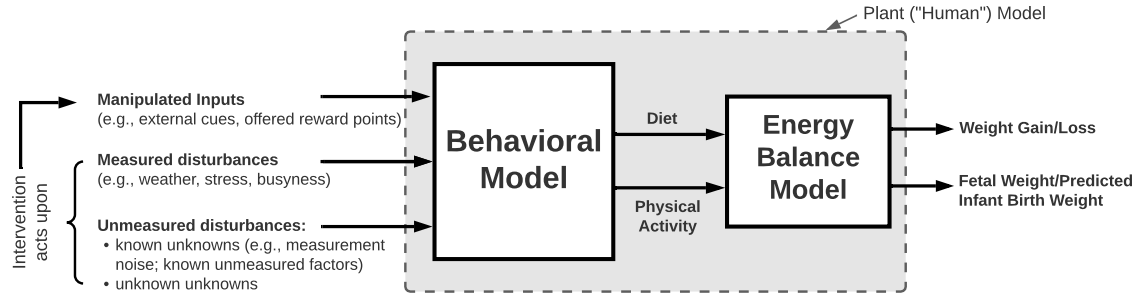 Plant ("Human") Model
Intervention
acts upon
Manipulated Inputs
(e.g., external cues, offered reward points)
Measured disturbances
(e.g., weather, stress, busyness)
Unmeasured disturbances:
• known unknowns (e.g., measurement
noise; known unmeasured factors)
• unknown unknowns
Behavioral
Model
Diet
Physical
Activity
Energy
Balance
Model
Weight Gain/Loss
Fetal Weight/Predicted
Infant Birth Weight